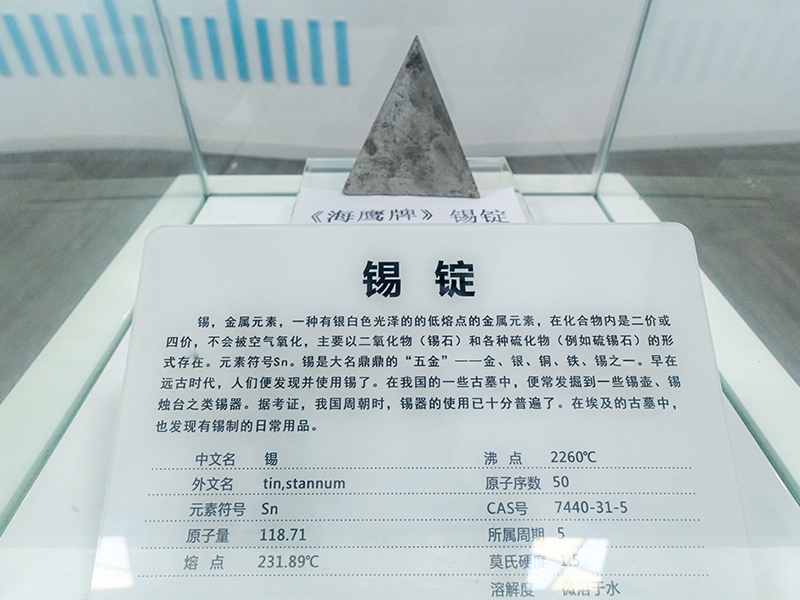 《海鹰牌》 锡锭
锡 锭
锡，金属元素，一种有银白色光泽的的低熔点的金属元素，在化合物内是二价或
四价，不会被空气氧化，主要以二氧化物（锡石）和各种硫化物（例如硫锡石）的形
式存在。元素符号Sn。锡是大名鼎鼎的“五金”——金、银、铜、铁、锡之一。早在
远古时代，人们便发现并使用锡了。在我国的一些古墓中，便常发掘到一些锡壶、锡
烛台之类锡器。据考证，我国周朝时，锡器的使用已十分普遍了。在埃及的古墓中，
也发现有锡制的日常用品。
中文名 锡 沸 点 2260℃
外文名 tin,stannum 原子序数 50
元素符号 Sn CAS号 7440-31-5
原子量 118.71 所属周期 5
熔 点 231.89℃ 莫氏硬度 1.5
溶解度 微溶于水